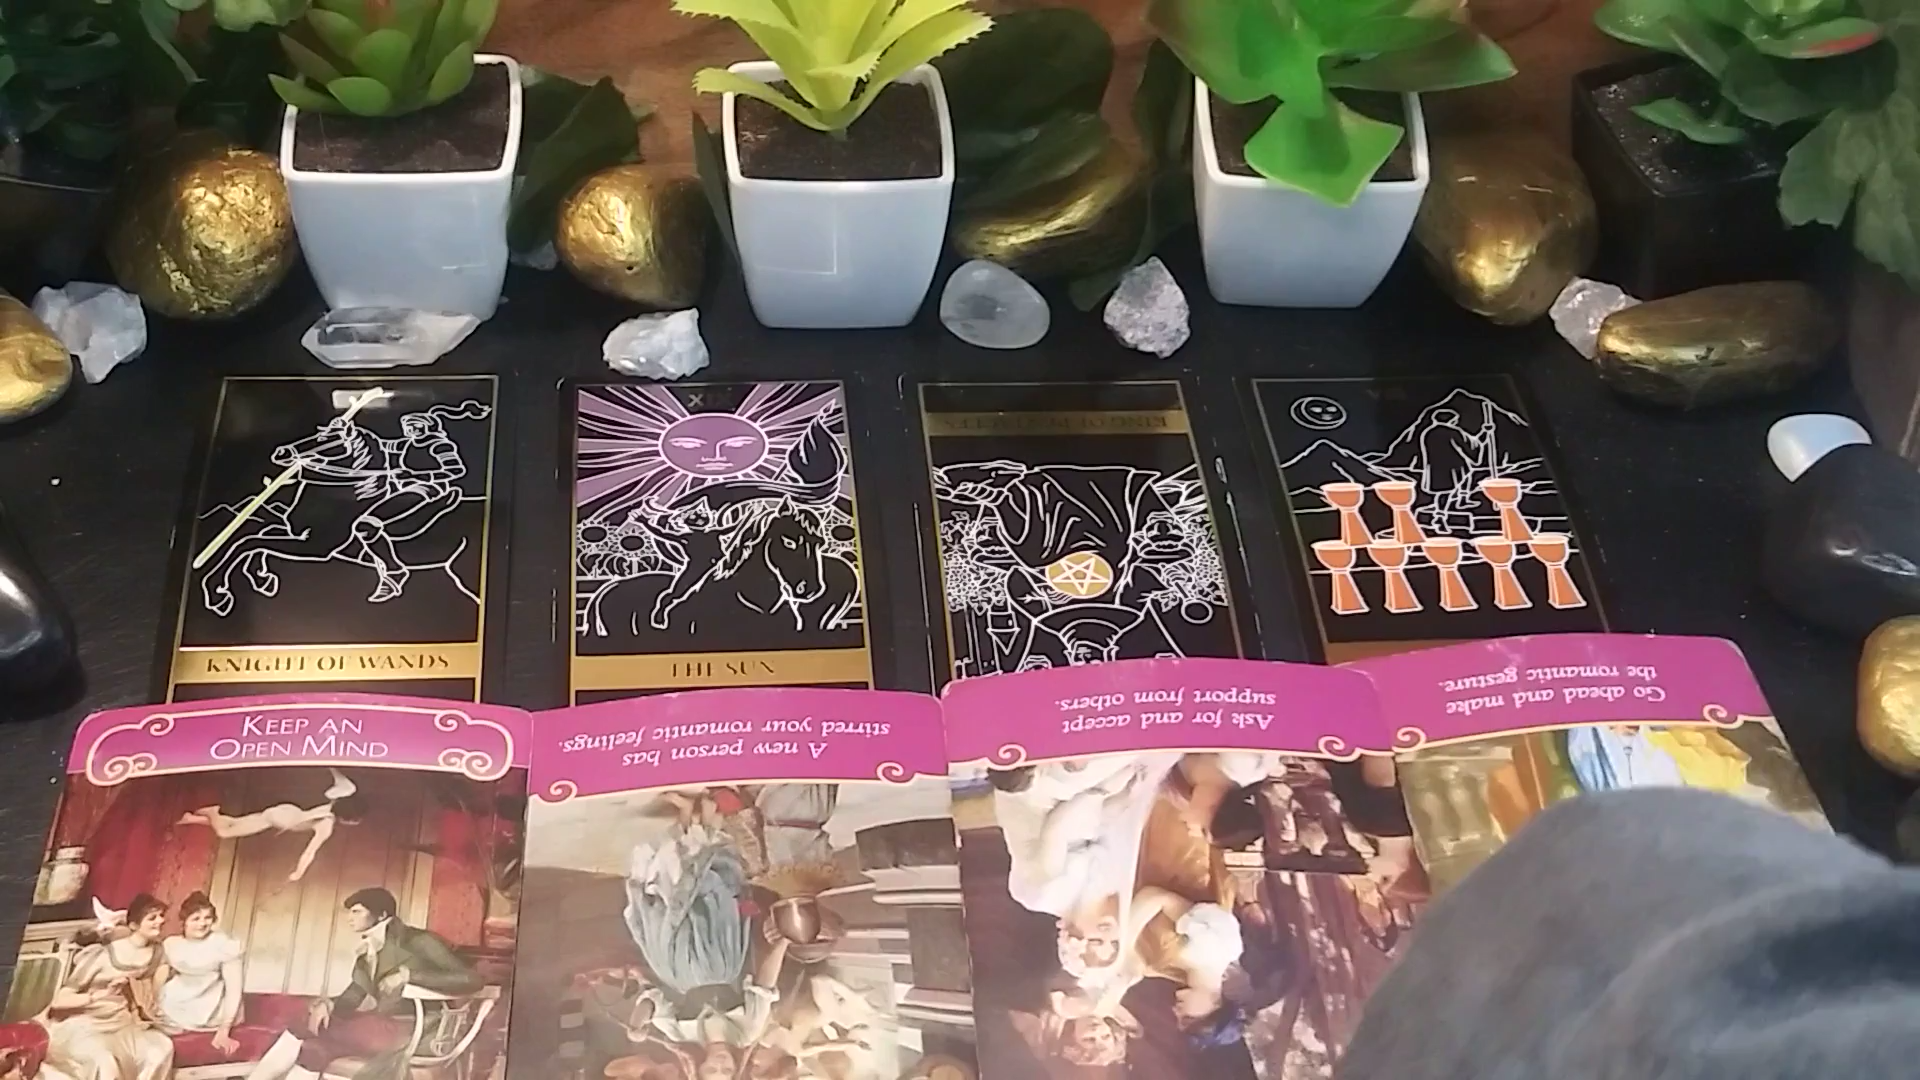 XIX
KNIGHT OF WANDS
THE SUN
KING OF PENTACLES
KEEP AN
OPEN MIND
A new person has
stirred your romantic feelings.
Ask for and accept
support from others.
Go ahead and make
the romantic gesture.